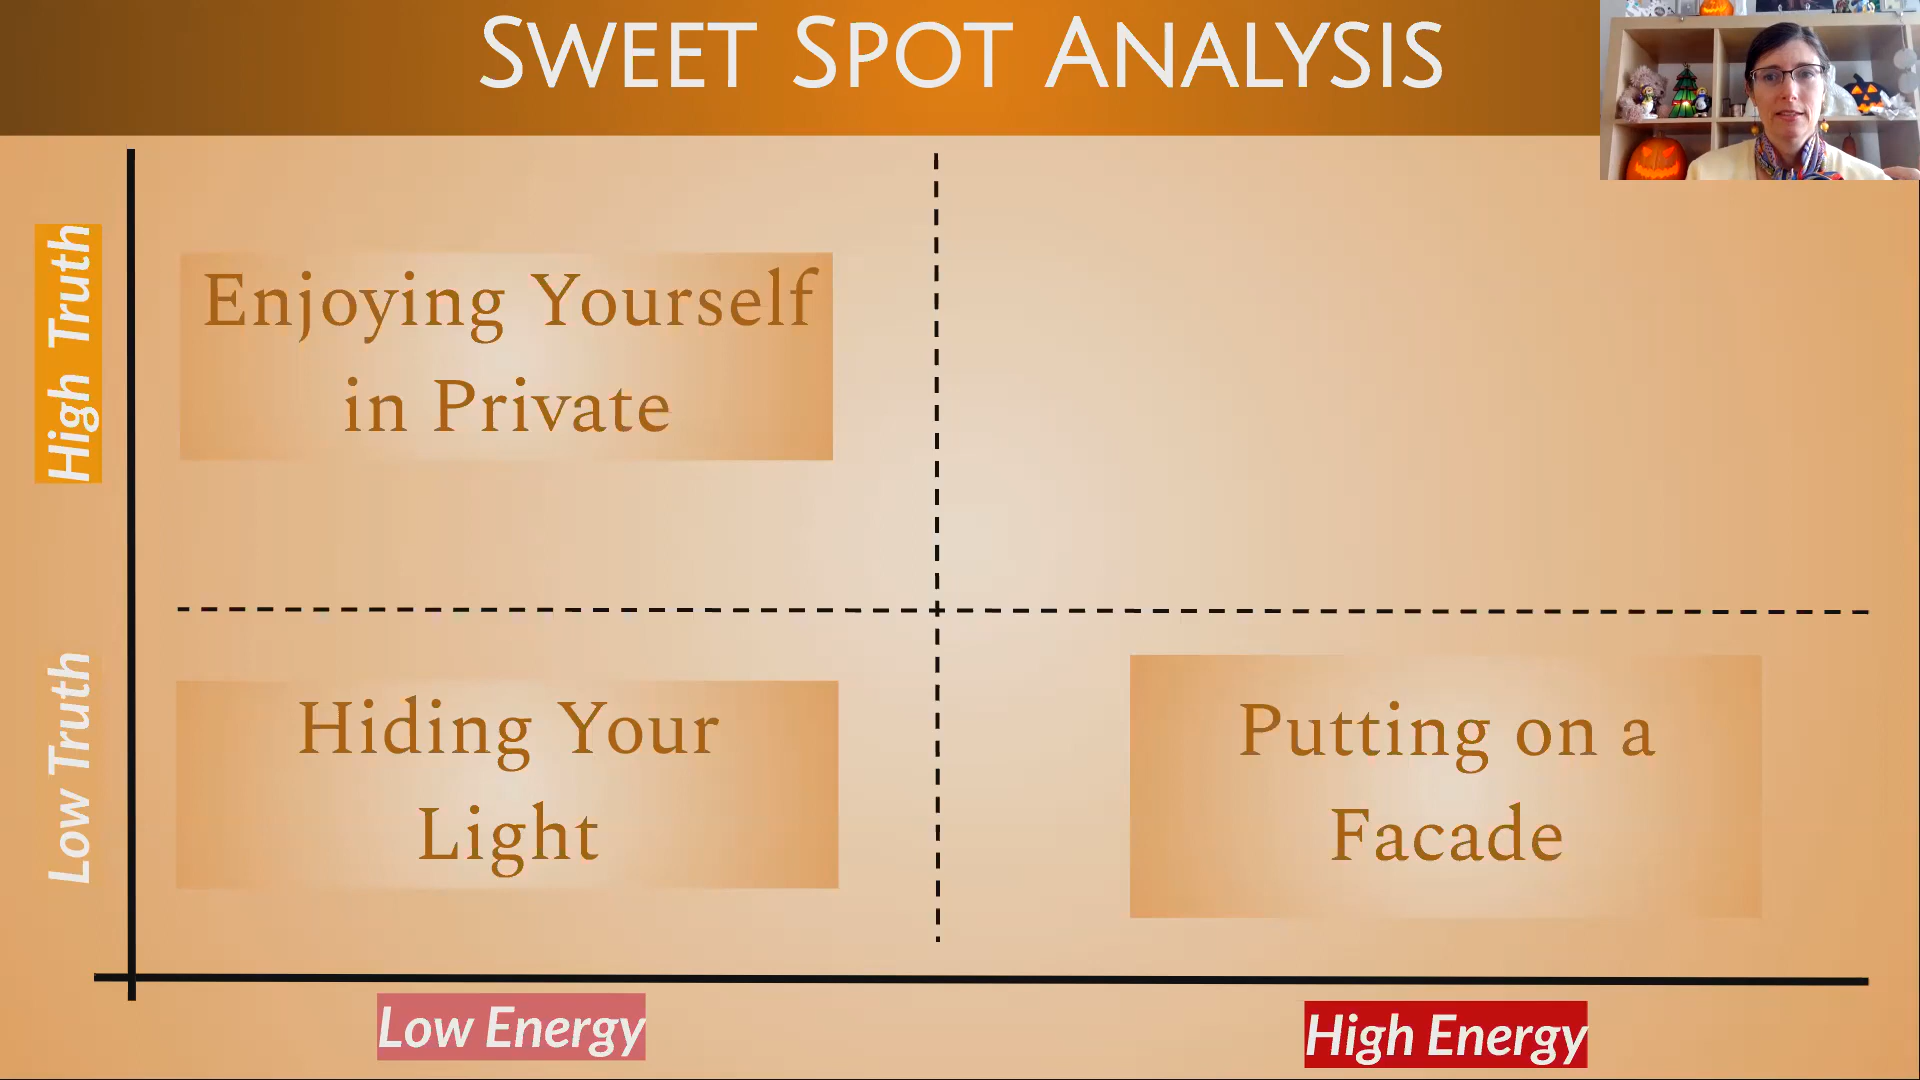 SWEET SPOT ANALYSIS
High Truth
Enjoying Yourself
in Private
Low Truth
Hiding Your
Light
Putting on a
Facade
Low Energy
High Energy